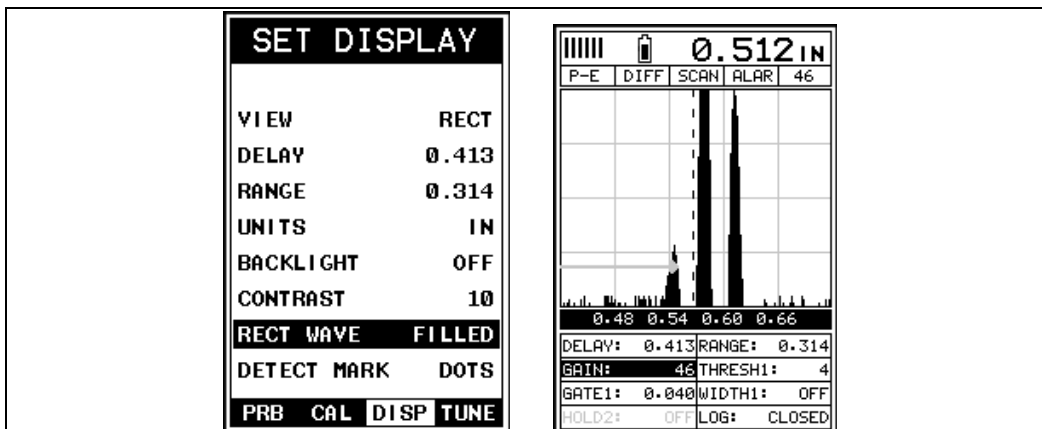 SET DISPLAY
VIEW RECT
DELAY 0.413
RANGE 0.314
UNITS IN
BACKLIGHT OFF
CONTRAST 10
RECT WAVE FILLED
DETECT MARK DOTS
PRB CAL DISP TUNE
0.512 IN
P-E DIFF SCAN ALAR 46
0.48 0.54 0.60 0.66
DELAY: 0.413 RANGE: 0.314
GAIN: 46 THRESH1: 4
GATE1: 0.040 WIDTH1: OFF
HOLD2: OFF LOG: CLOSED